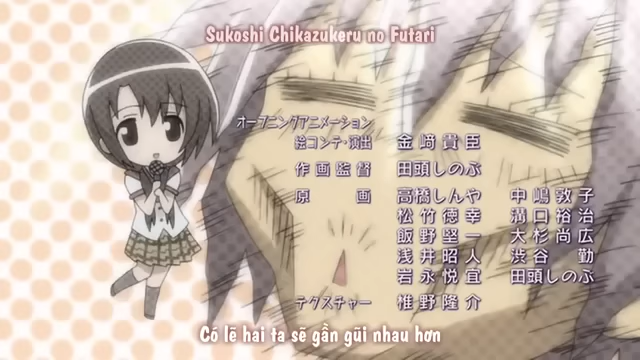 Sukoshi Chikazukeru no Futari
オープニングアニメーション
絵コンテ・演出 金﨑貴臣
作画監督 田頭しのぶ
原画 高橋しんや 中嶋敦子
松竹徳幸 溝口裕治
飯野堅一 大杉尚広
浅井昭人 渋谷勤
岩永悦宜 田頭しのぶ
テクスチャー 椎野隆介
Có lẽ hai ta sẽ gần gũi nhau hơn